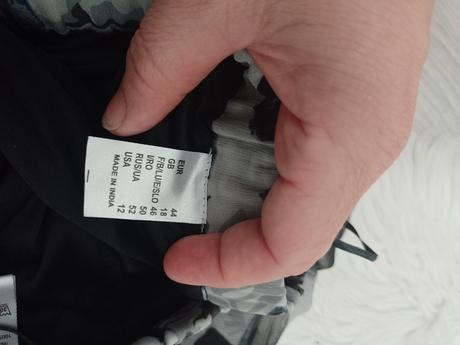 EUR 44
GB 18
F/B/LU/E/SLO 46
I/RO 50
RUS/UA 52
USA 12
MADE IN INDIA